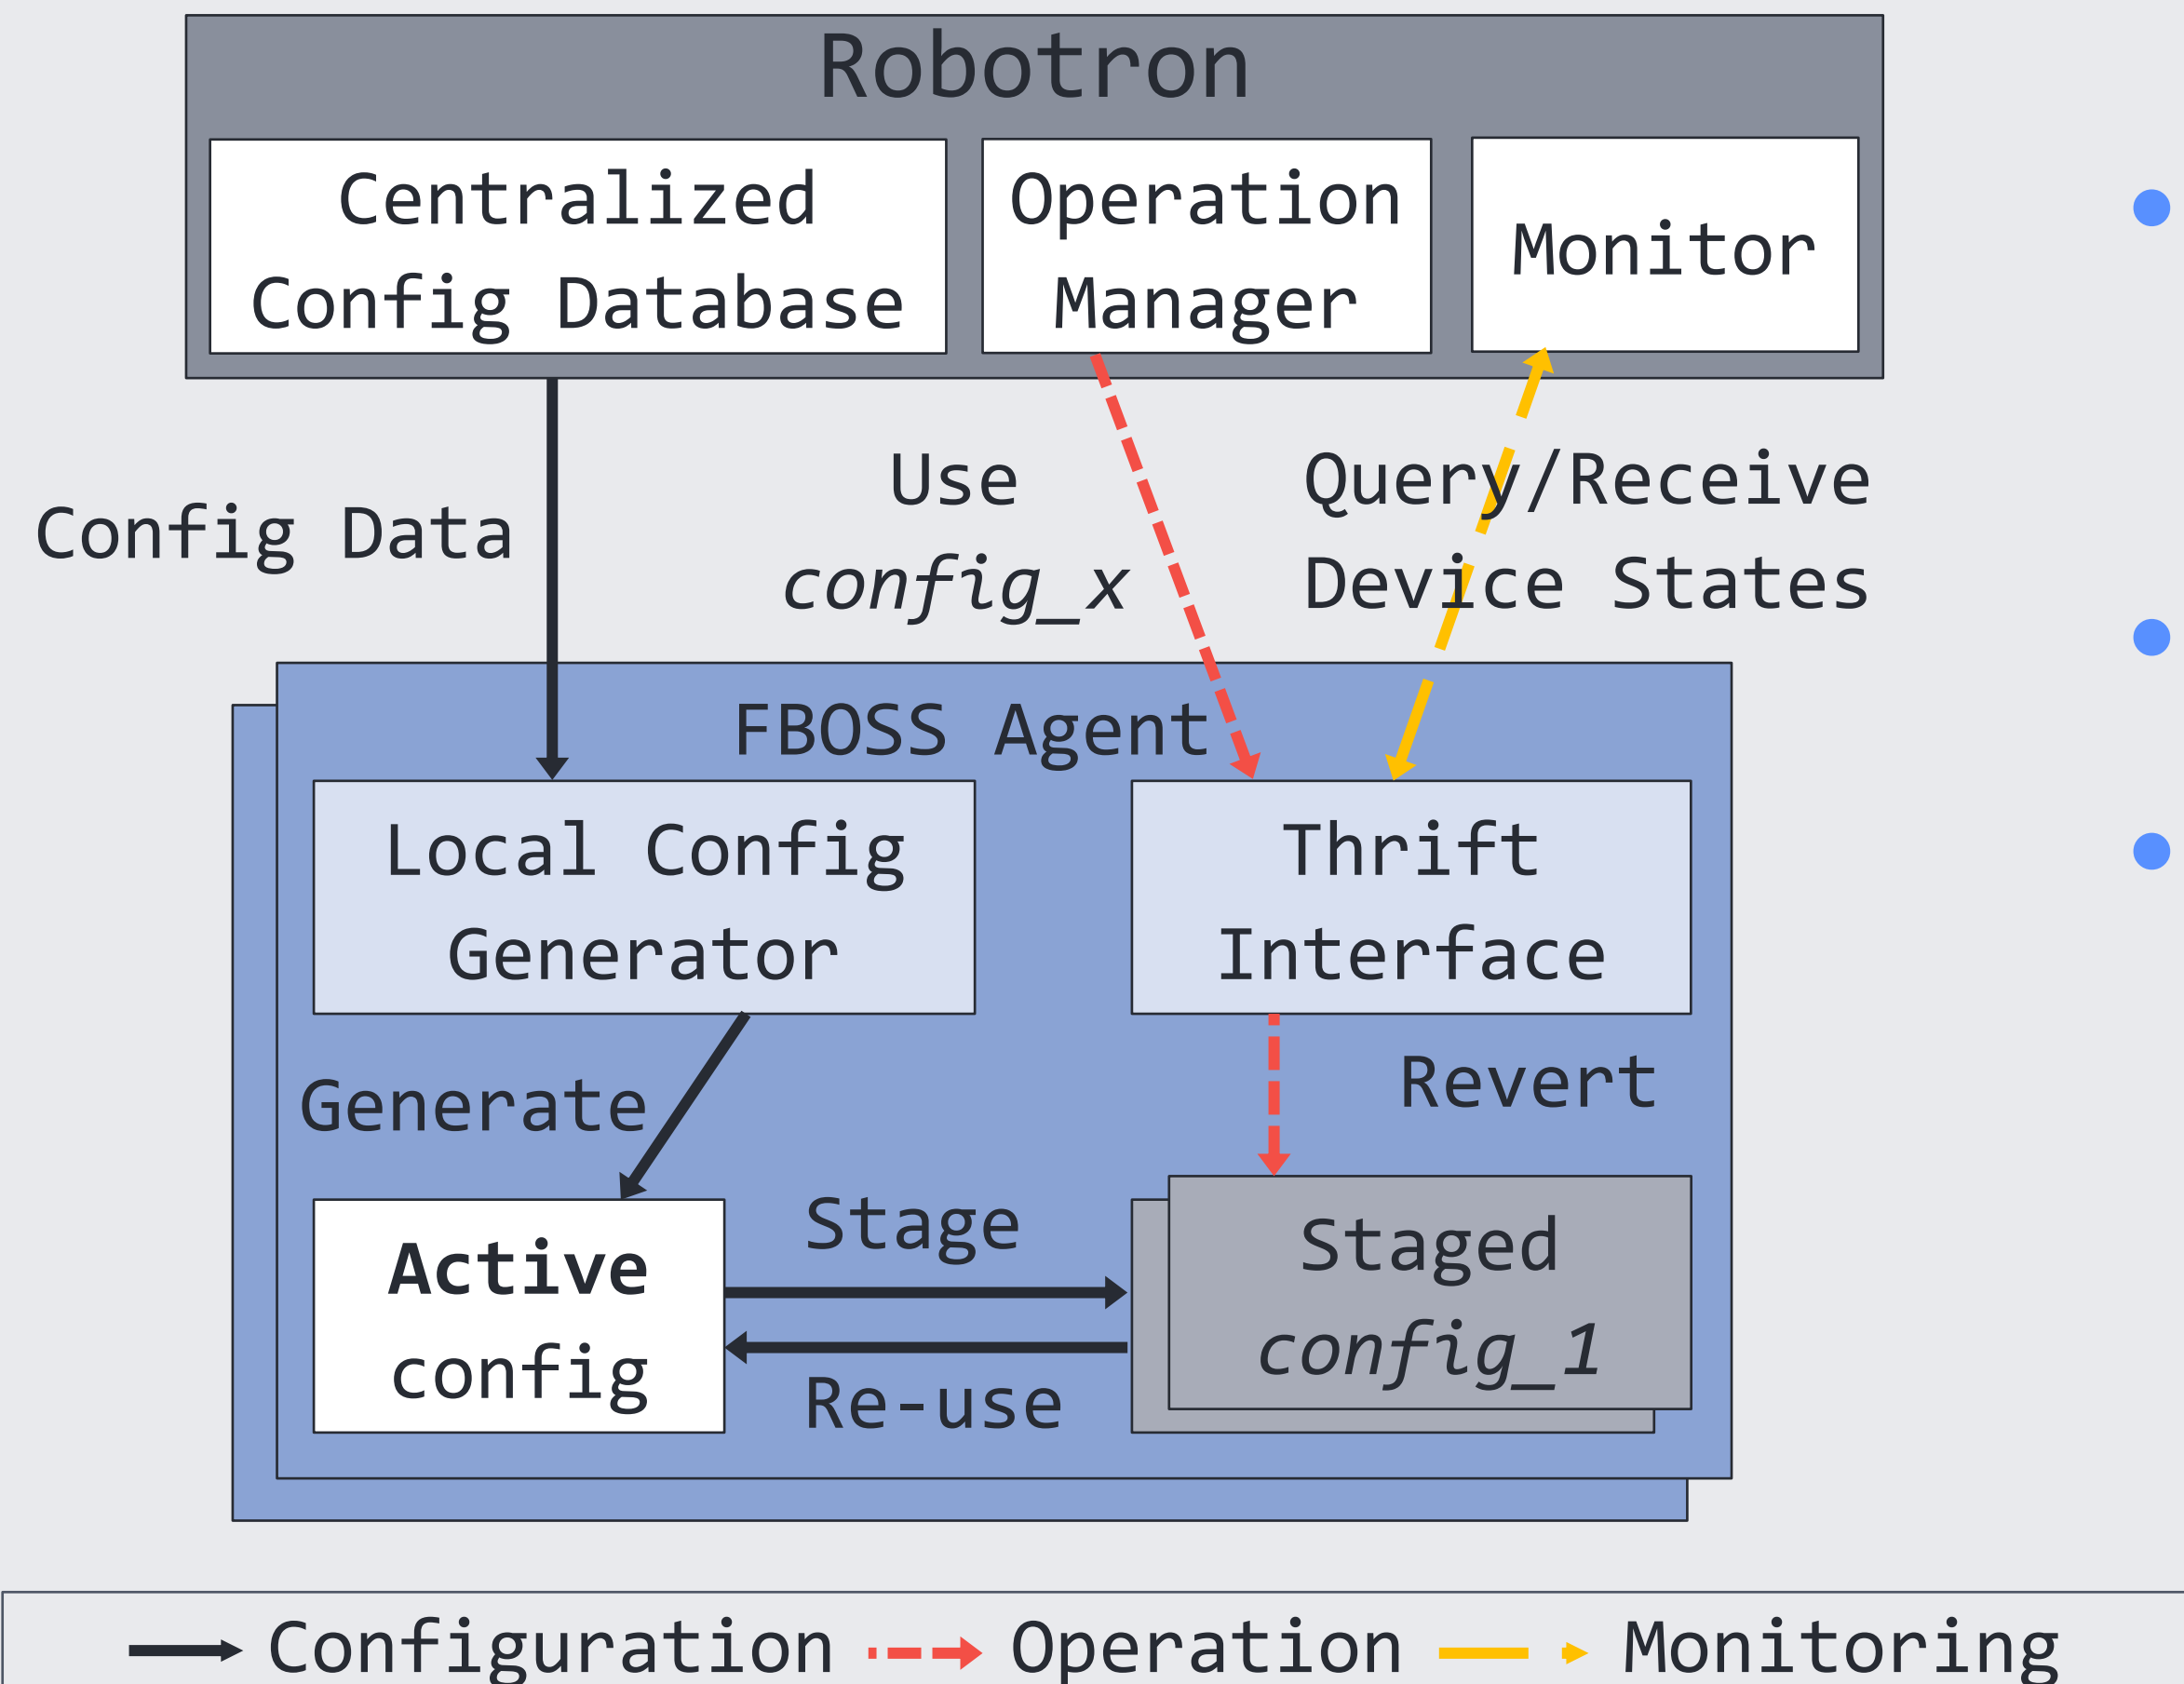 Robotron
Centralized
Config Database
Operation
Manager
Monitor
Config Data
Use
config_x
Query/Receive
Device States
FBOSS Agent
Local Config
Generator
Thrift
Interface
Generate
Revert
Active
config
Stage
Re-use
Staged
config_1
Configuration
Operation
Monitoring